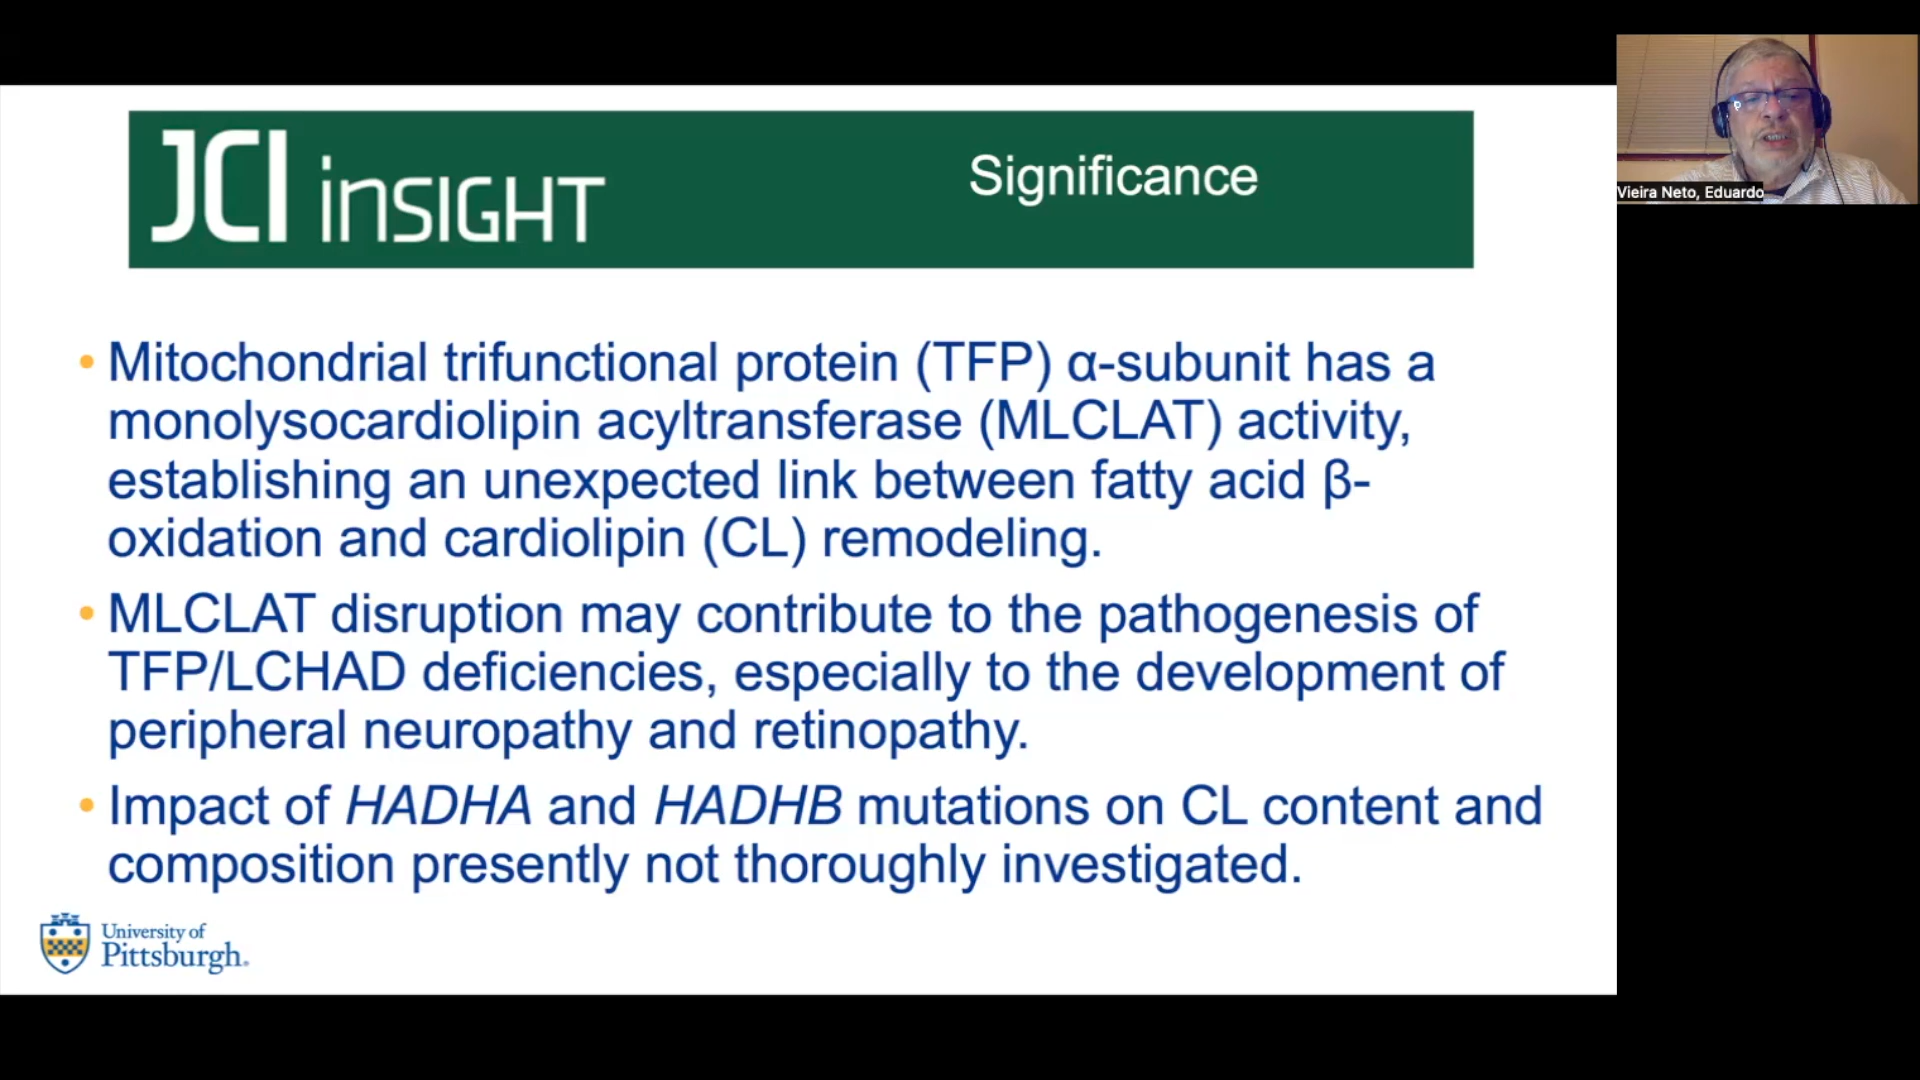 JCI insIGHT
Significance
Vieira Neto, Eduardo
• Mitochondrial trifunctional protein (TFP) α-subunit has a
monolysocardiolipin acyltransferase (MLCLAT) activity,
establishing an unexpected link between fatty acid β-
oxidation and cardiolipin (CL) remodeling.
• MLCLAT disruption may contribute to the pathogenesis of
TFP/LCHAD deficiencies, especially to the development of
peripheral neuropathy and retinopathy.
• Impact of HADHA and HADHB mutations on CL content and
composition presently not thoroughly investigated.
University of
Pittsburgh®